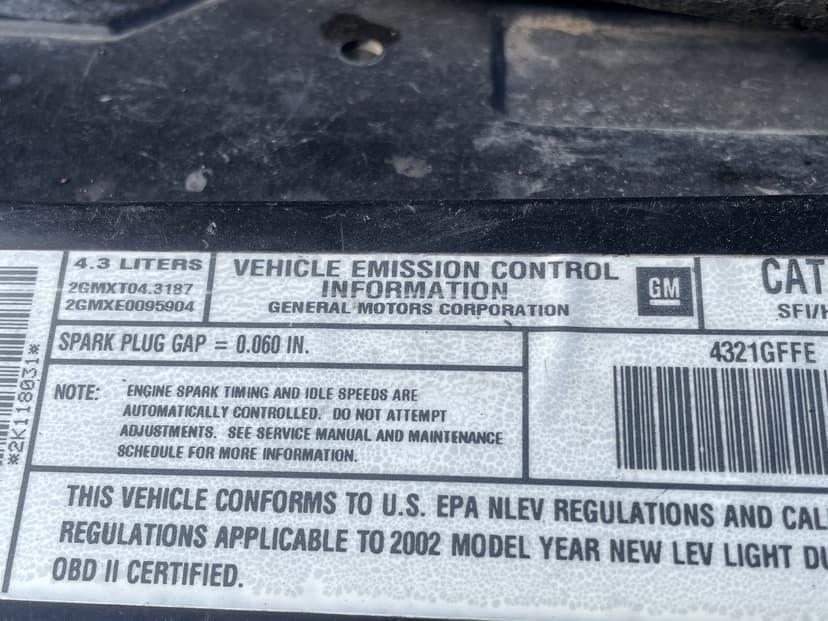 4.3 LITERS
2GMXT04.3187
2GMXE0095904
VEHICLE EMISSION CONTROL
INFORMATION
GENERAL MOTORS CORPORATION
GM
CAT
SFI/H
SPARK PLUG GAP = 0.060 IN.
4321GFFE
NOTE: ENGINE SPARK TIMING AND IDLE SPEEDS ARE
AUTOMATICALLY CONTROLLED. DO NOT ATTEMPT
ADJUSTMENTS. SEE SERVICE MANUAL AND MAINTENANCE
SCHEDULE FOR MORE INFORMATION.
*2K118031*
THIS VEHICLE CONFORMS TO U.S. EPA NLEV REGULATIONS AND CAL
REGULATIONS APPLICABLE TO 2002 MODEL YEAR NEW LEV LIGHT DU
OBD II CERTIFIED.